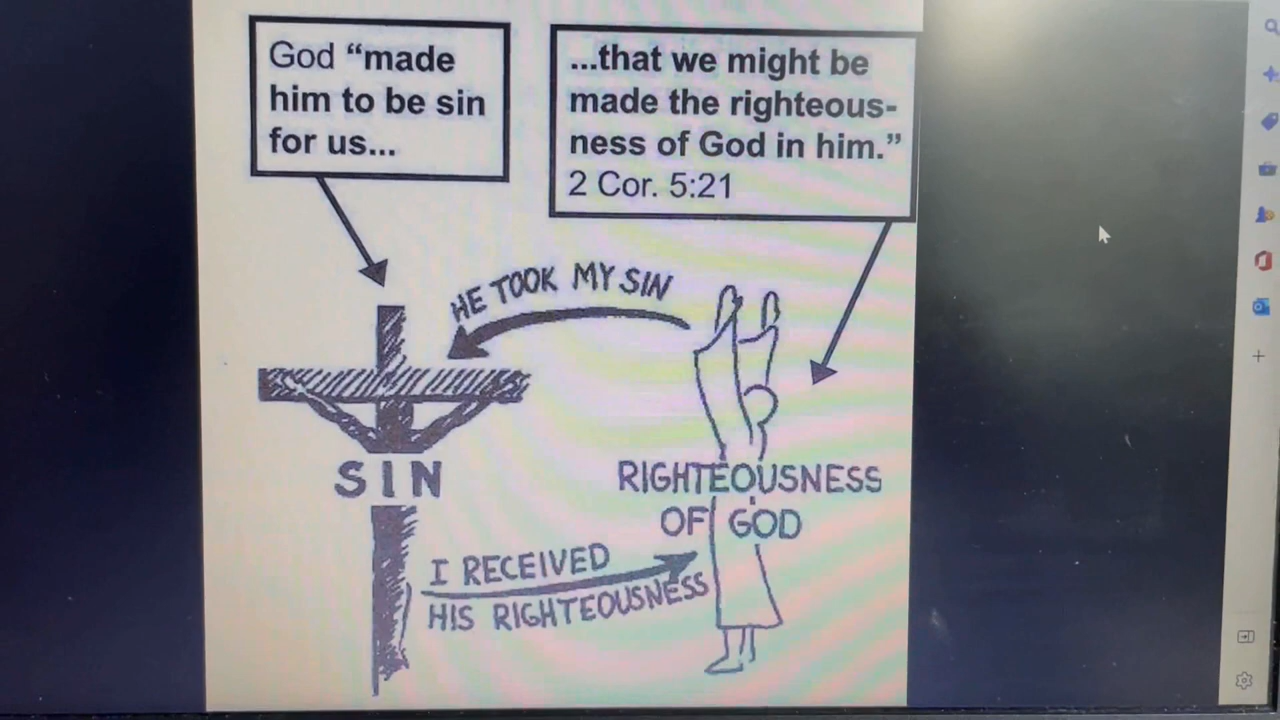 God “made
him to be sin
for us...
...that we might be
made the righteous-
ness of God in him.”
2 Cor. 5:21
HE TOOK MY SIN
SIN
RIGHTEOUSNESS
OF GOD
I RECEIVED
HIS RIGHTEOUSNESS